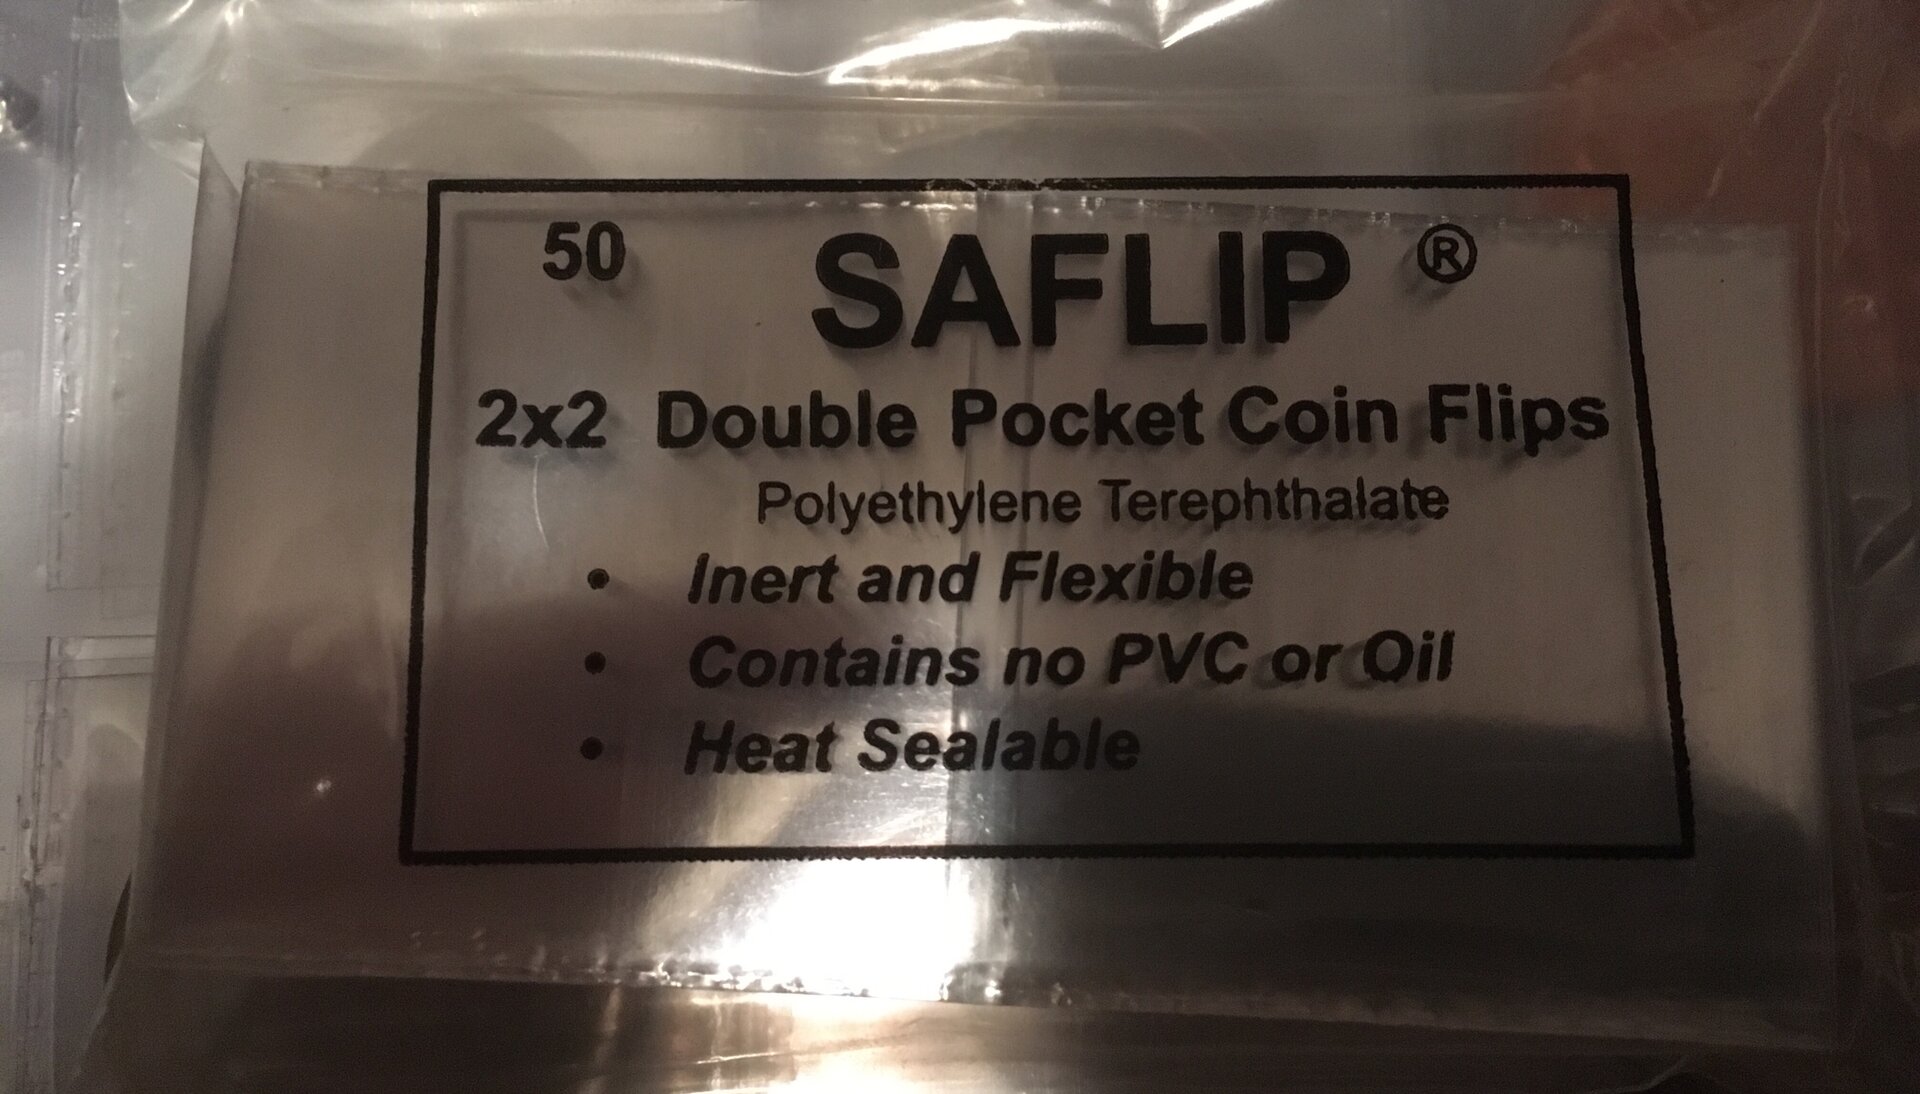 50 SAFLIP ®
2x2 Double Pocket Coin Flips
Polyethylene Terephthalate
• Inert and Flexible
• Contains no PVC or Oil
• Heat Sealable